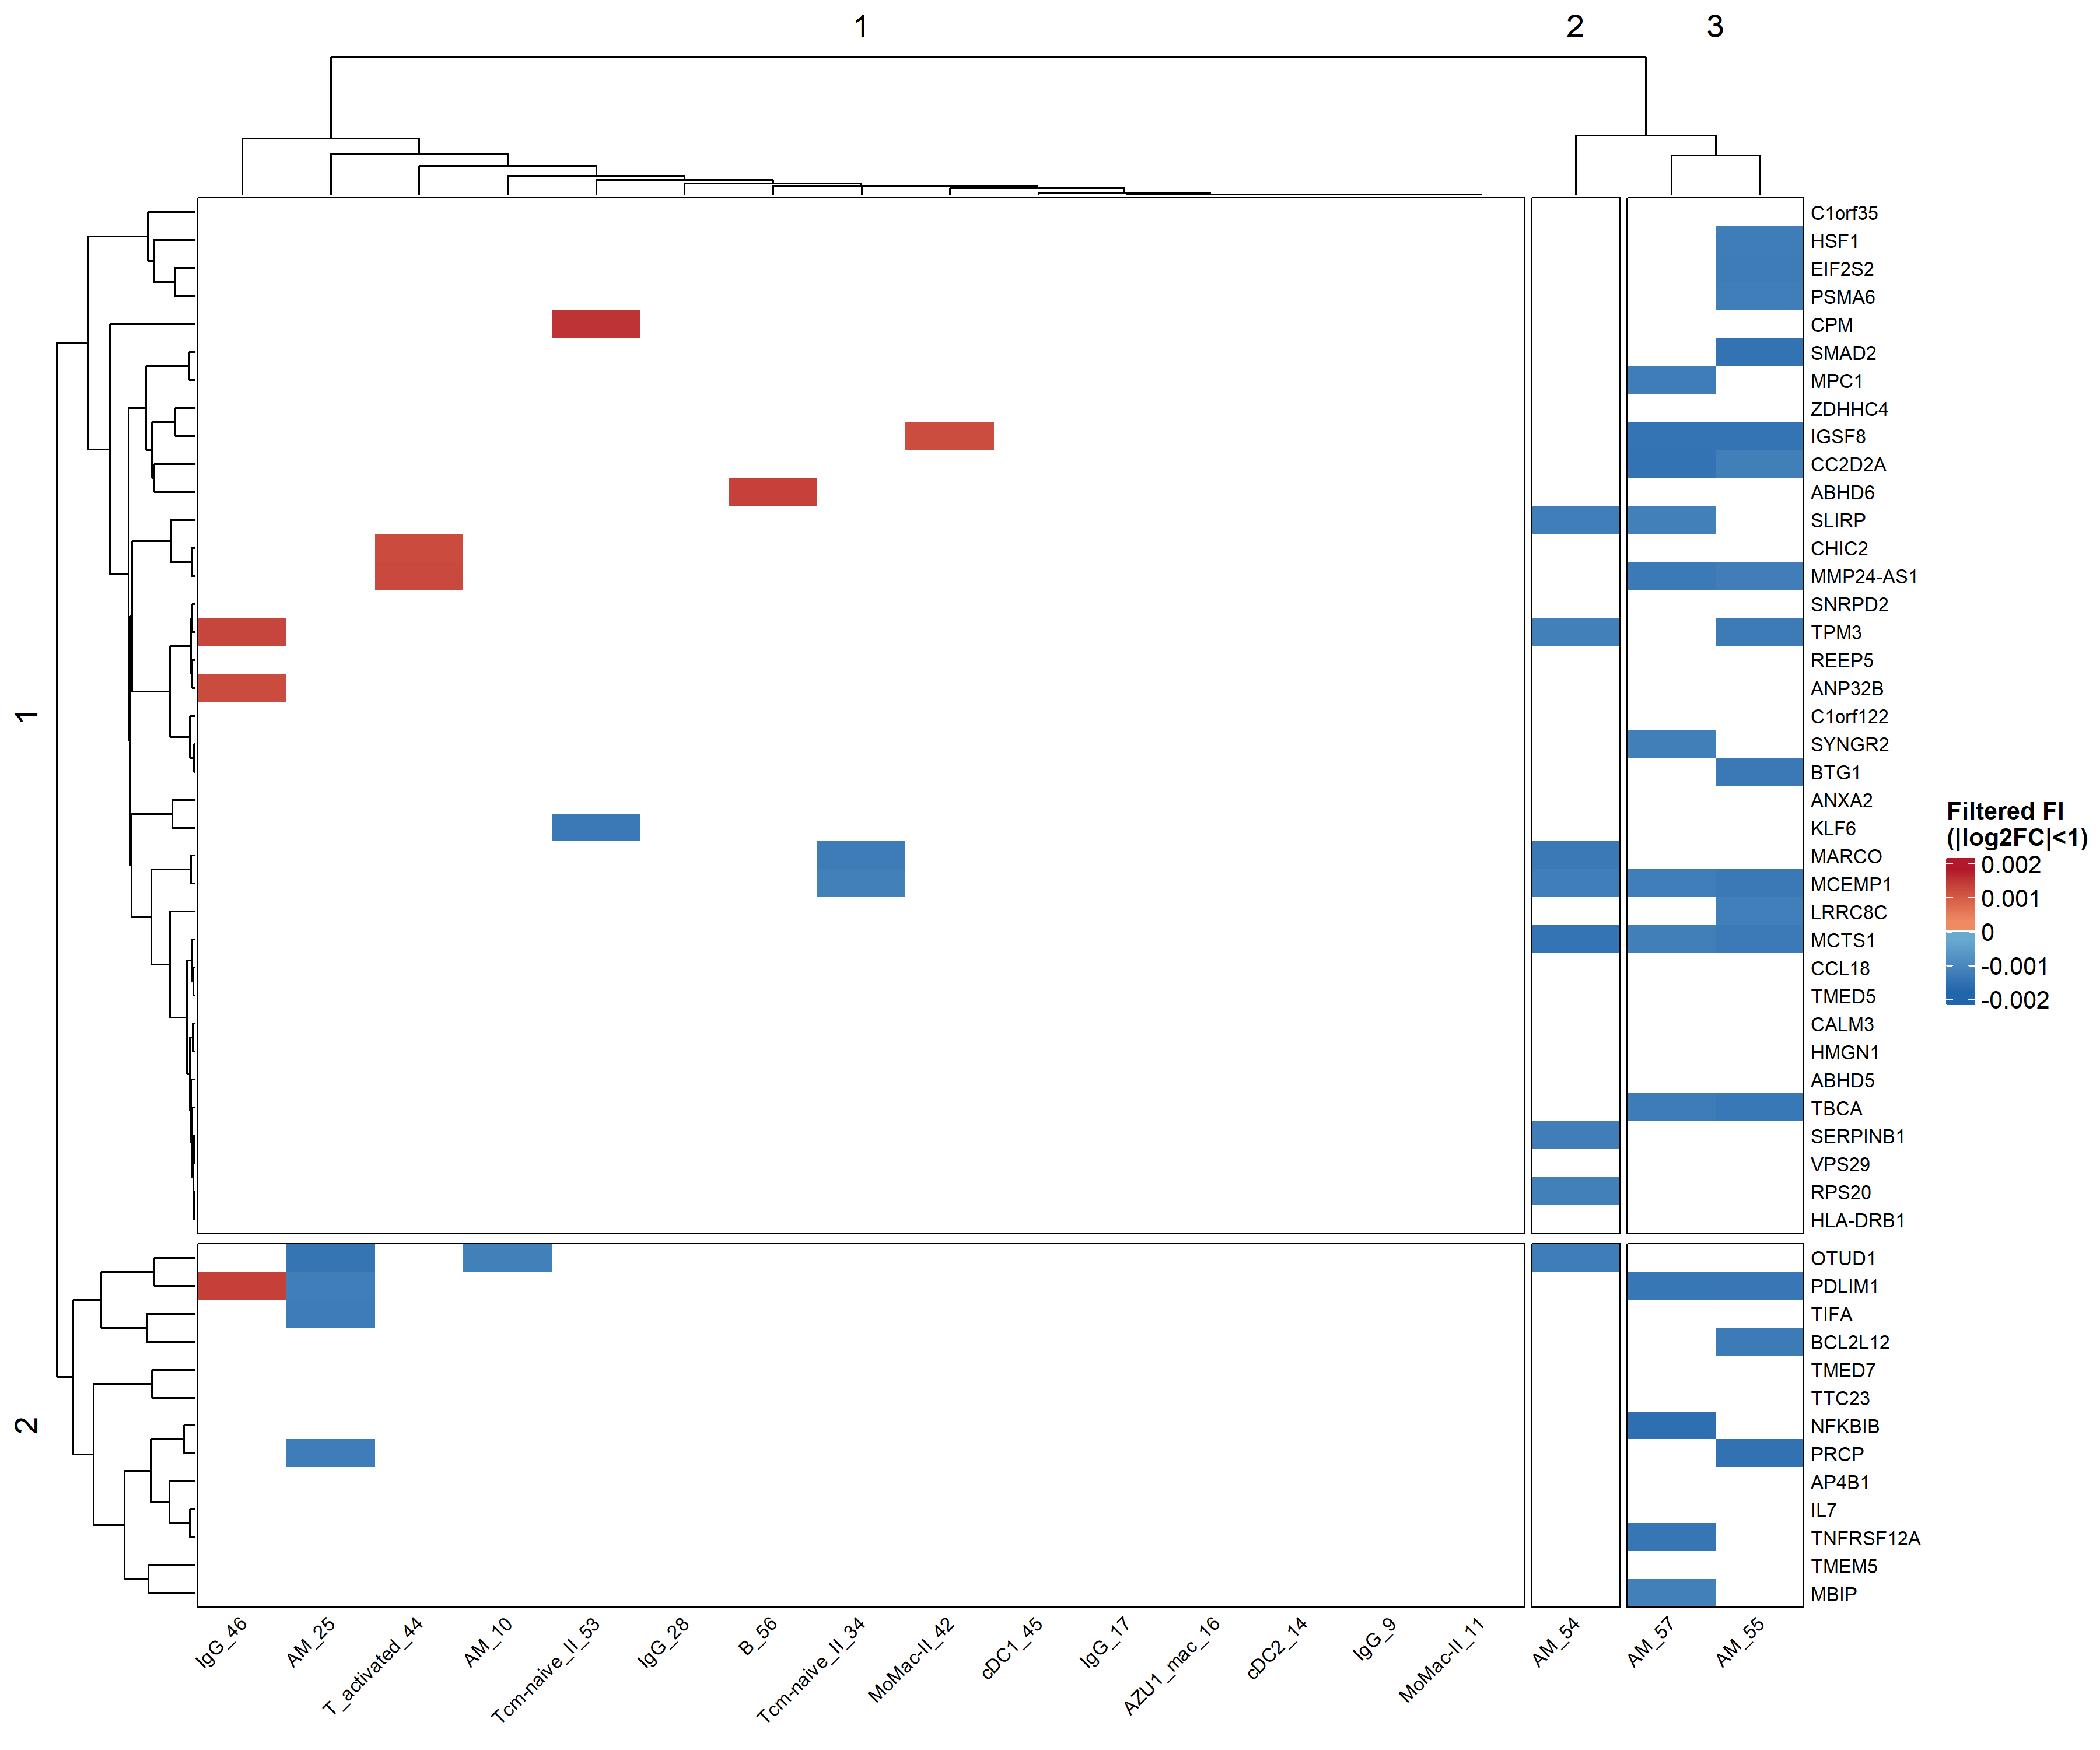 1
2
3
C1orf35
HSF1
EIF2S2
PSMA6
CPM
SMAD2
MPC1
ZDHHC4
IGSF8
CC2D2A
ABHD6
SLIRP
CHIC2
MMP24-AS1
SNRPD2
TPM3
REEP5
ANP32B
C1orf122
SYNGR2
BTG1
ANXA2
KLF6
MARCO
MCEMP1
LRRC8C
MCTS1
CCL18
TMED5
CALM3
HMGN1
ABHD5
TBCA
SERPINB1
VPS29
RPS20
HLA-DRB1
1
OTUD1
PDLIM1
TIFA
BCL2L12
TMED7
TTC23
NFKBIB
PRCP
AP4B1
IL7
TNFRSF12A
TMEM5
MBIP
2
Filtered FI
(|log2FC|<1)
0.002
0.001
0
-0.001
-0.002
IgG_46
AM_25
T_activated_44
AM_10
Tcm-naive_II_53
IgG_28
B_56
Tcm-naive_II_34
MoMac-II_42
cDC1_45
IgG_17
AZU1_mac_16
cDC2_14
IgG_9
MoMac-II_11
AM_54
AM_57
AM_55